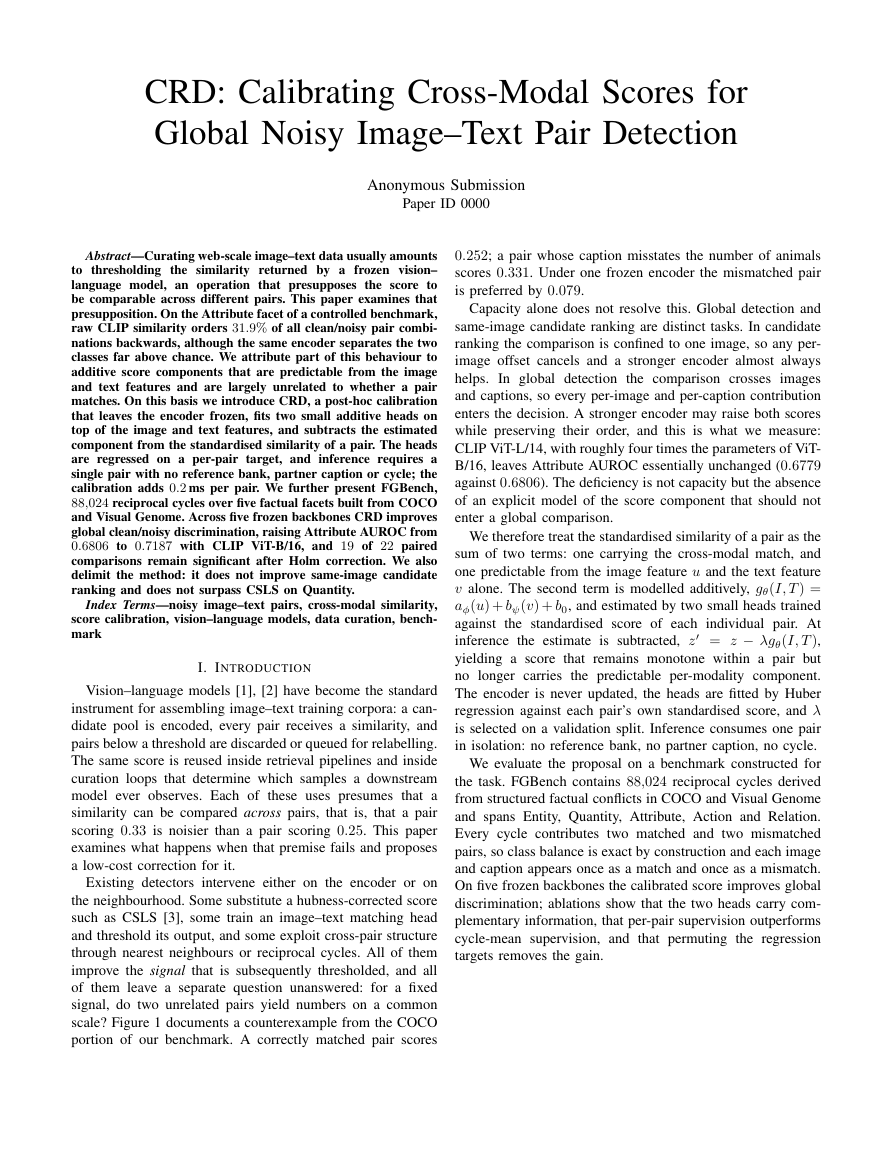 CRD: Calibrating Cross-Modal Scores for
Global Noisy Image–Text Pair Detection
Anonymous Submission
Paper ID 0000
Abstract—Curating web-scale image–text data usually amounts
to thresholding the similarity returned by a frozen vision–
language model, an operation that presupposes the score to
be comparable across different pairs. This paper examines that
presupposition. On the Attribute facet of a controlled benchmark,
raw CLIP similarity orders 31.9% of all clean/noisy pair combi-
nations backwards, although the same encoder separates the two
classes far above chance. We attribute part of this behaviour to
additive score components that are predictable from the image
and text features and are largely unrelated to whether a pair
matches. On this basis we introduce CRD, a post-hoc calibration
that leaves the encoder frozen, fits two small additive heads on
top of the image and text features, and subtracts the estimated
component from the standardised similarity of a pair. The heads
are regressed on a per-pair target, and inference requires a
single pair with no reference bank, partner caption or cycle; the
calibration adds 0.2 ms per pair. We further present FGBench,
88,024 reciprocal cycles over five factual facets built from COCO
and Visual Genome. Across five frozen backbones CRD improves
global clean/noisy discrimination, raising Attribute AUROC from
0.6806 to 0.7187 with CLIP ViT-B/16, and 19 of 22 paired
comparisons remain significant after Holm correction. We also
delimit the method: it does not improve same-image candidate
ranking and does not surpass CSLS on Quantity.
Index Terms—noisy image–text pairs, cross-modal similarity,
score calibration, vision–language models, data curation, bench-
mark
I. INTRODUCTION
Vision–language models [1], [2] have become the standard
instrument for assembling image–text training corpora: a can-
didate pool is encoded, every pair receives a similarity, and
pairs below a threshold are discarded or queued for relabelling.
The same score is reused inside retrieval pipelines and inside
curation loops that determine which samples a downstream
model ever observes. Each of these uses presumes that a
similarity can be compared across pairs, that is, that a pair
scoring 0.33 is noisier than a pair scoring 0.25. This paper
examines what happens when that premise fails and proposes
a low-cost correction for it.
Existing detectors intervene either on the encoder or on
the neighbourhood. Some substitute a hubness-corrected score
such as CSLS [3], some train an image–text matching head
and threshold its output, and some exploit cross-pair structure
through nearest neighbours or reciprocal cycles. All of them
improve the signal that is subsequently thresholded, and all
of them leave a separate question unanswered: for a fixed
signal, do two unrelated pairs yield numbers on a common
scale? Figure 1 documents a counterexample from the COCO
portion of our benchmark. A correctly matched pair scores
0.252; a pair whose caption misstates the number of animals
scores 0.331. Under one frozen encoder the mismatched pair
is preferred by 0.079.
Capacity alone does not resolve this. Global detection and
same-image candidate ranking are distinct tasks. In candidate
ranking the comparison is confined to one image, so any per-
image offset cancels and a stronger encoder almost always
helps. In global detection the comparison crosses images
and captions, so every per-image and per-caption contribution
enters the decision. A stronger encoder may raise both scores
while preserving their order, and this is what we measure:
CLIP ViT-L/14, with roughly four times the parameters of ViT-
B/16, leaves Attribute AUROC essentially unchanged (0.6779
against 0.6806). The deficiency is not capacity but the absence
of an explicit model of the score component that should not
enter a global comparison.
We therefore treat the standardised similarity of a pair as the
sum of two terms: one carrying the cross-modal match, and
one predictable from the image feature u and the text feature
v alone. The second term is modelled additively, gθ(I, T) =
aϕ(u)+bψ(v)+b0, and estimated by two small heads trained
against the standardised score of each individual pair. At
inference the estimate is subtracted, z′ = z − λgθ(I, T),
yielding a score that remains monotone within a pair but
no longer carries the predictable per-modality component.
The encoder is never updated, the heads are fitted by Huber
regression against each pair's own standardised score, and λ
is selected on a validation split. Inference consumes one pair
in isolation: no reference bank, no partner caption, no cycle.
We evaluate the proposal on a benchmark constructed for
the task. FGBench contains 88,024 reciprocal cycles derived
from structured factual conflicts in COCO and Visual Genome
and spans Entity, Quantity, Attribute, Action and Relation.
Every cycle contributes two matched and two mismatched
pairs, so class balance is exact by construction and each image
and caption appears once as a match and once as a mismatch.
On five frozen backbones the calibrated score improves global
discrimination; ablations show that the two heads carry com-
plementary information, that per-pair supervision outperforms
cycle-mean supervision, and that permuting the regression
targets removes the gain.